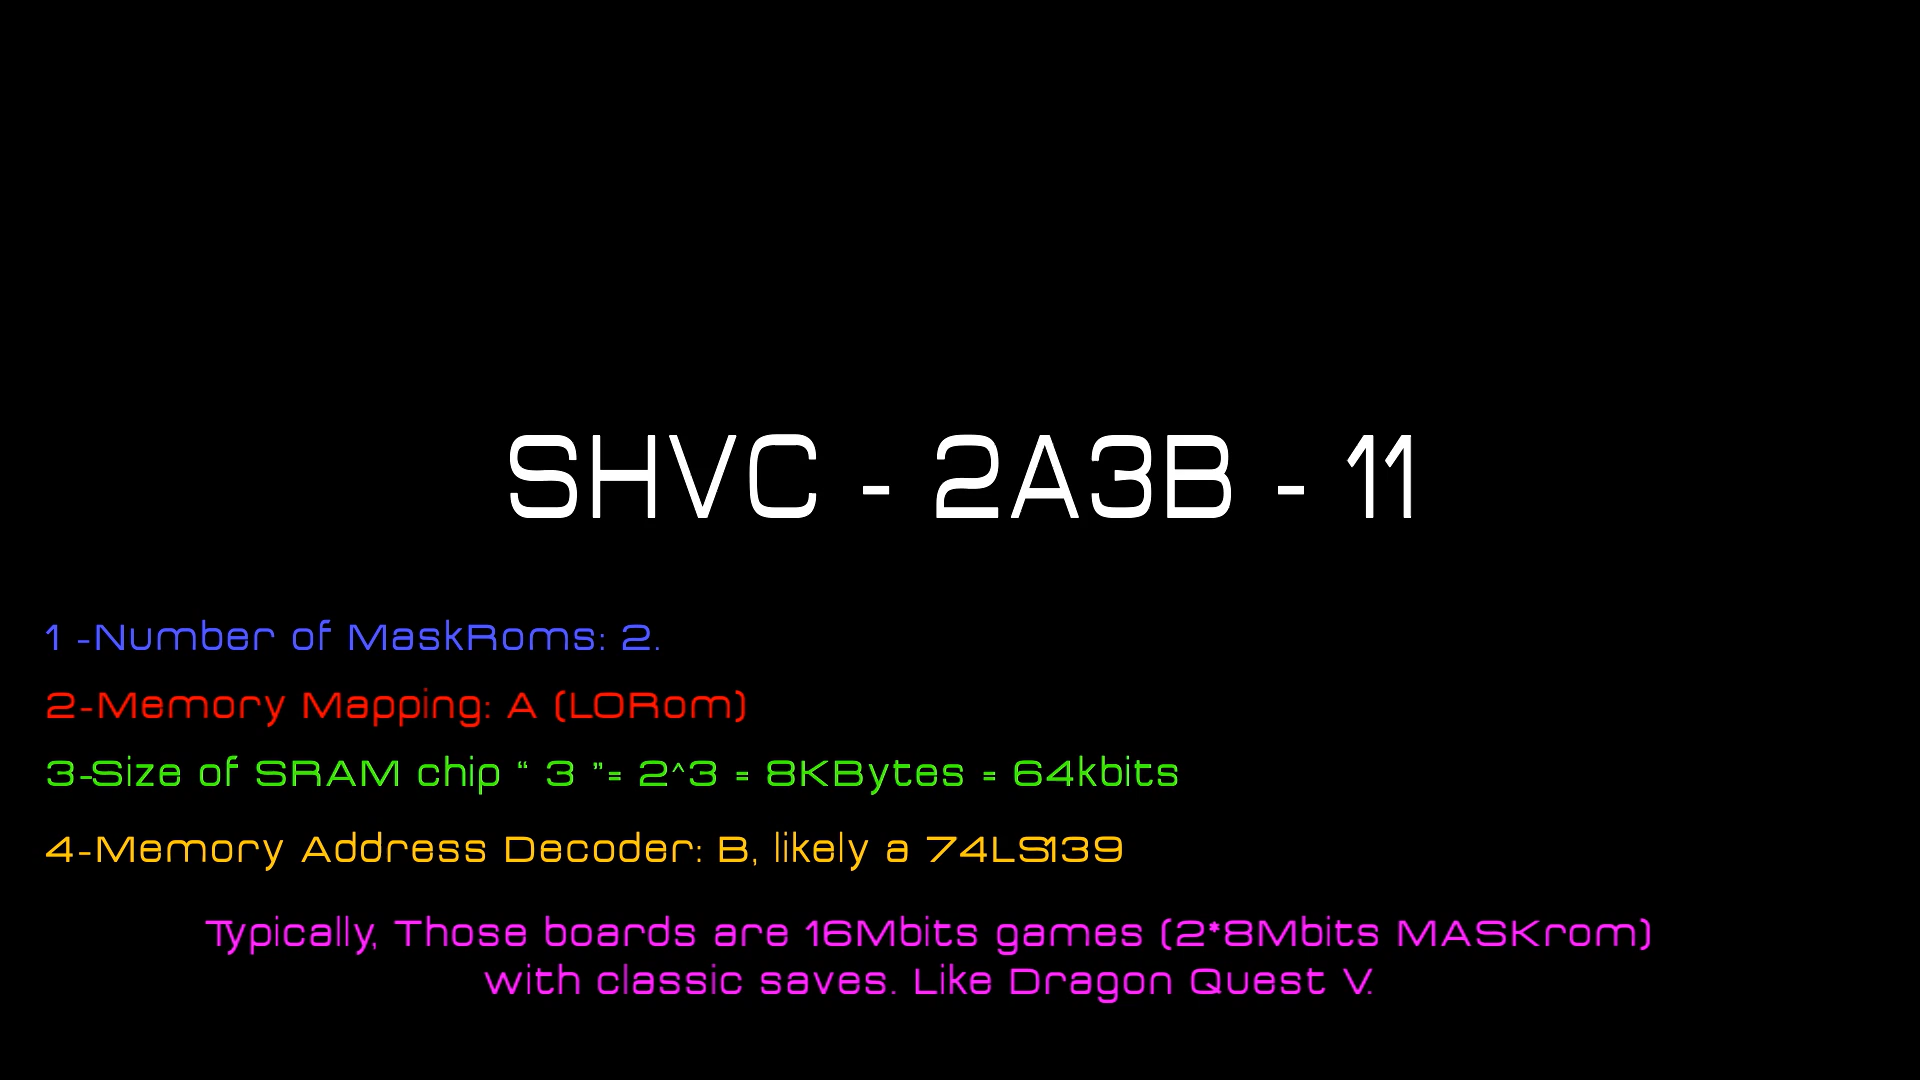 SHVC - 2A3B - 11
1 -Number of MaskRoms: 2.
2-Memory Mapping: A (LORom)
3-Size of SRAM chip “ 3 ”= 2^3 = 8KBytes = 64kbits
4-Memory Address Decoder: B, likely a 74LS139
Typically, Those boards are 16Mbits games (2*8Mbits MASKrom)
with classic saves. Like Dragon Quest V.